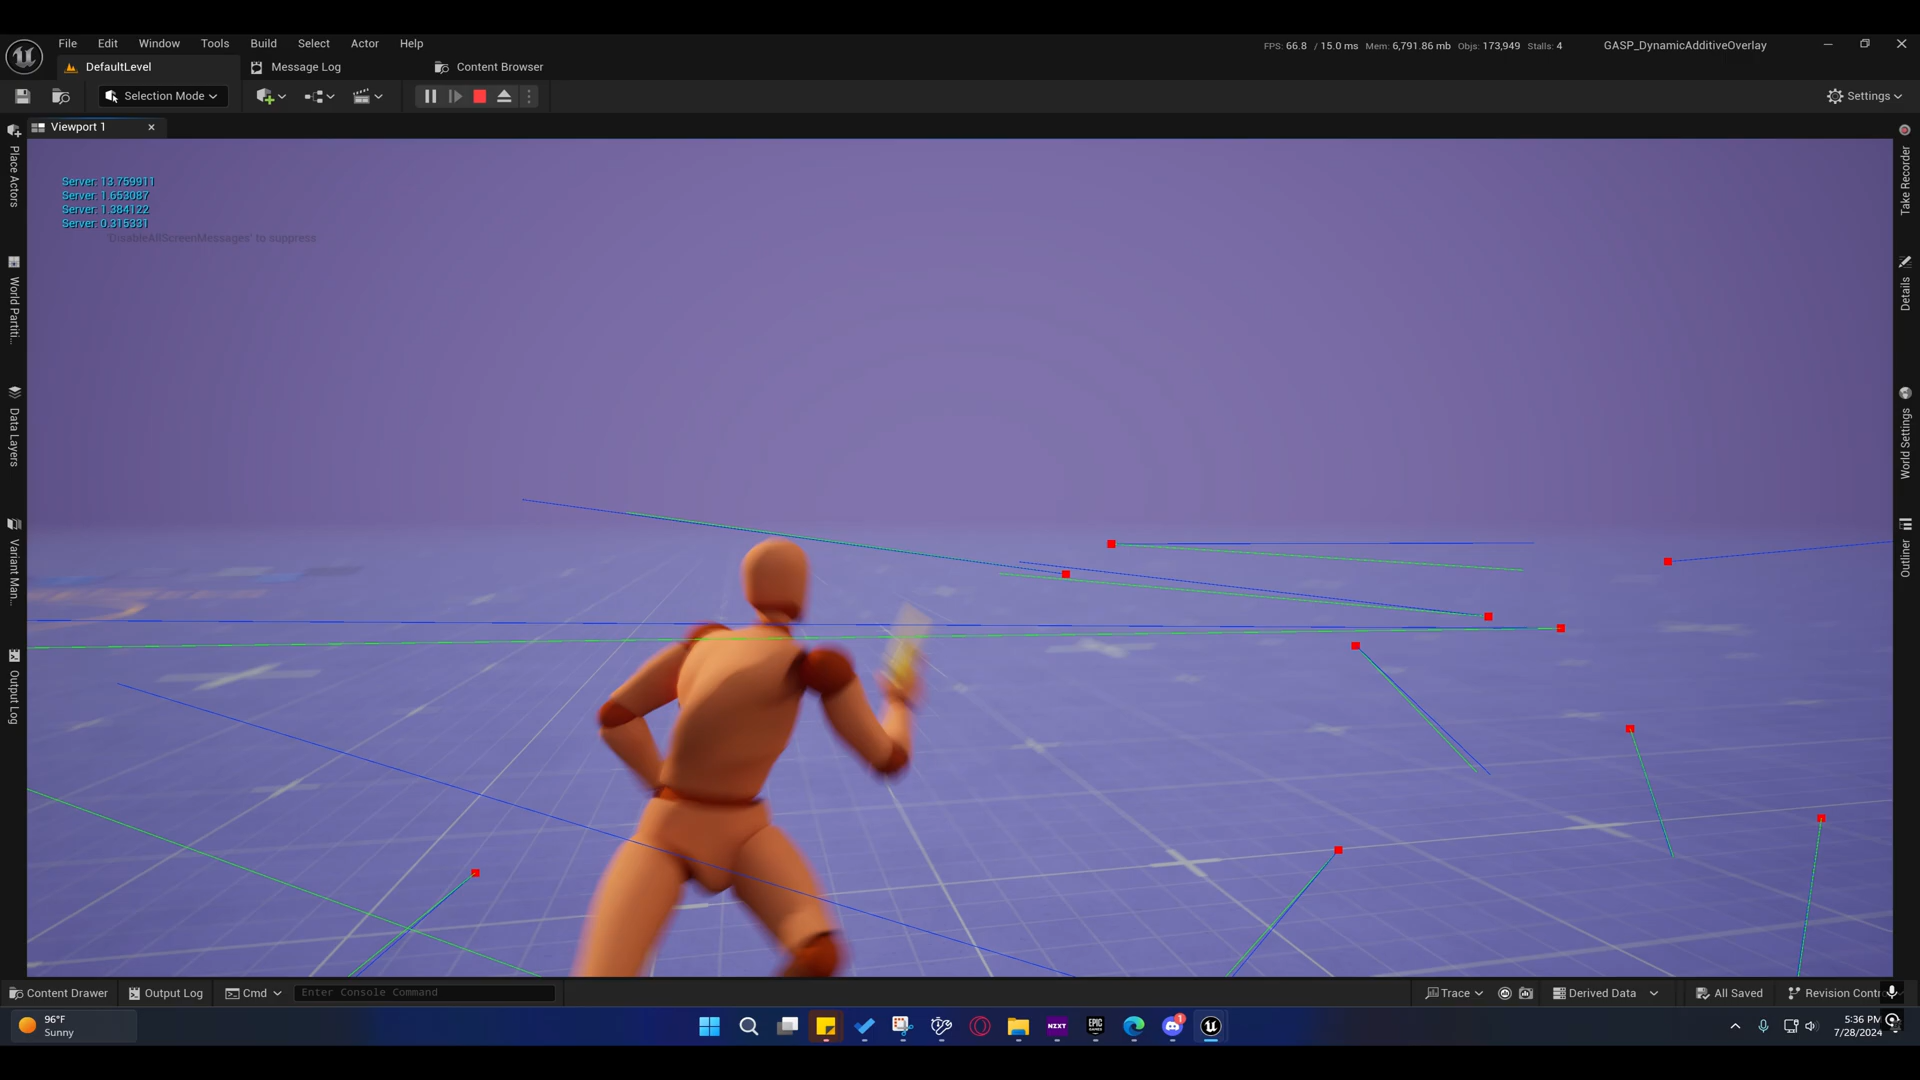 File Edit Window Tools Build Select Actor Help
FPS: 66.8 / 15.0 ms Mem: 6,791.86 mb Objs: 173,949 Stalls: 4
GASP_DynamicAdditiveOverlay
DefaultLevel
Message Log
Content Browser
Selection Mode
Settings
Viewport 1
Server: 13.759911
Server: 1.653087
Server: 1.384122
Server: 0.315331
'DisableAllScreenMessages' to suppress
Place Actors
World Partiti...
Data Layers
Variant Man...
Output Log
Take Recorder
Details
World Settings
Outliner
Content Drawer
Output Log
Cmd
Enter Console Command
Trace
Derived Data
All Saved
Revision Contr
96°F
Sunny
NZXT
EPIC
1
5:36 PM
7/28/2024